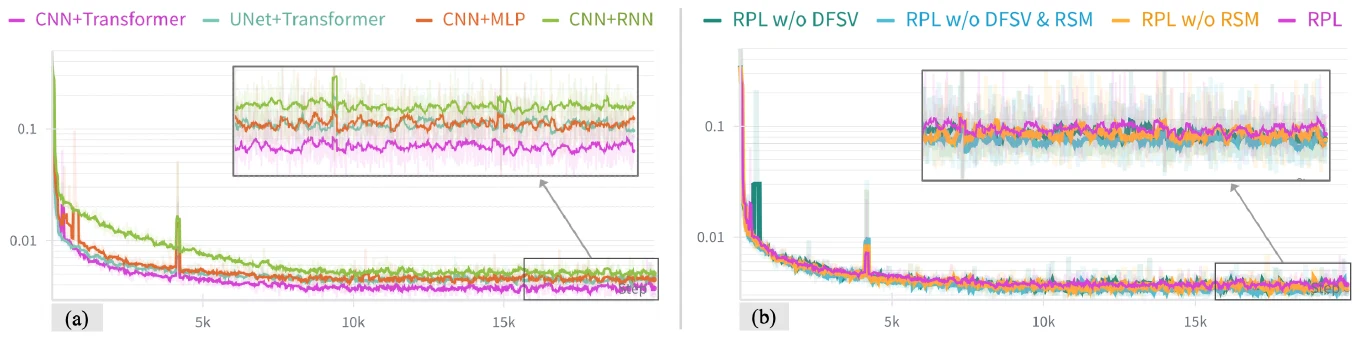 CNN+Transformer UNet+Transformer CNN+MLP CNN+RNN
0.1
0.01
Step
5k 10k 15k
(a)
RPL w/o DFSV RPL w/o DFSV & RSM RPL w/o RSM RPL
0.1
0.01
Step
5k 10k 15k
(b)